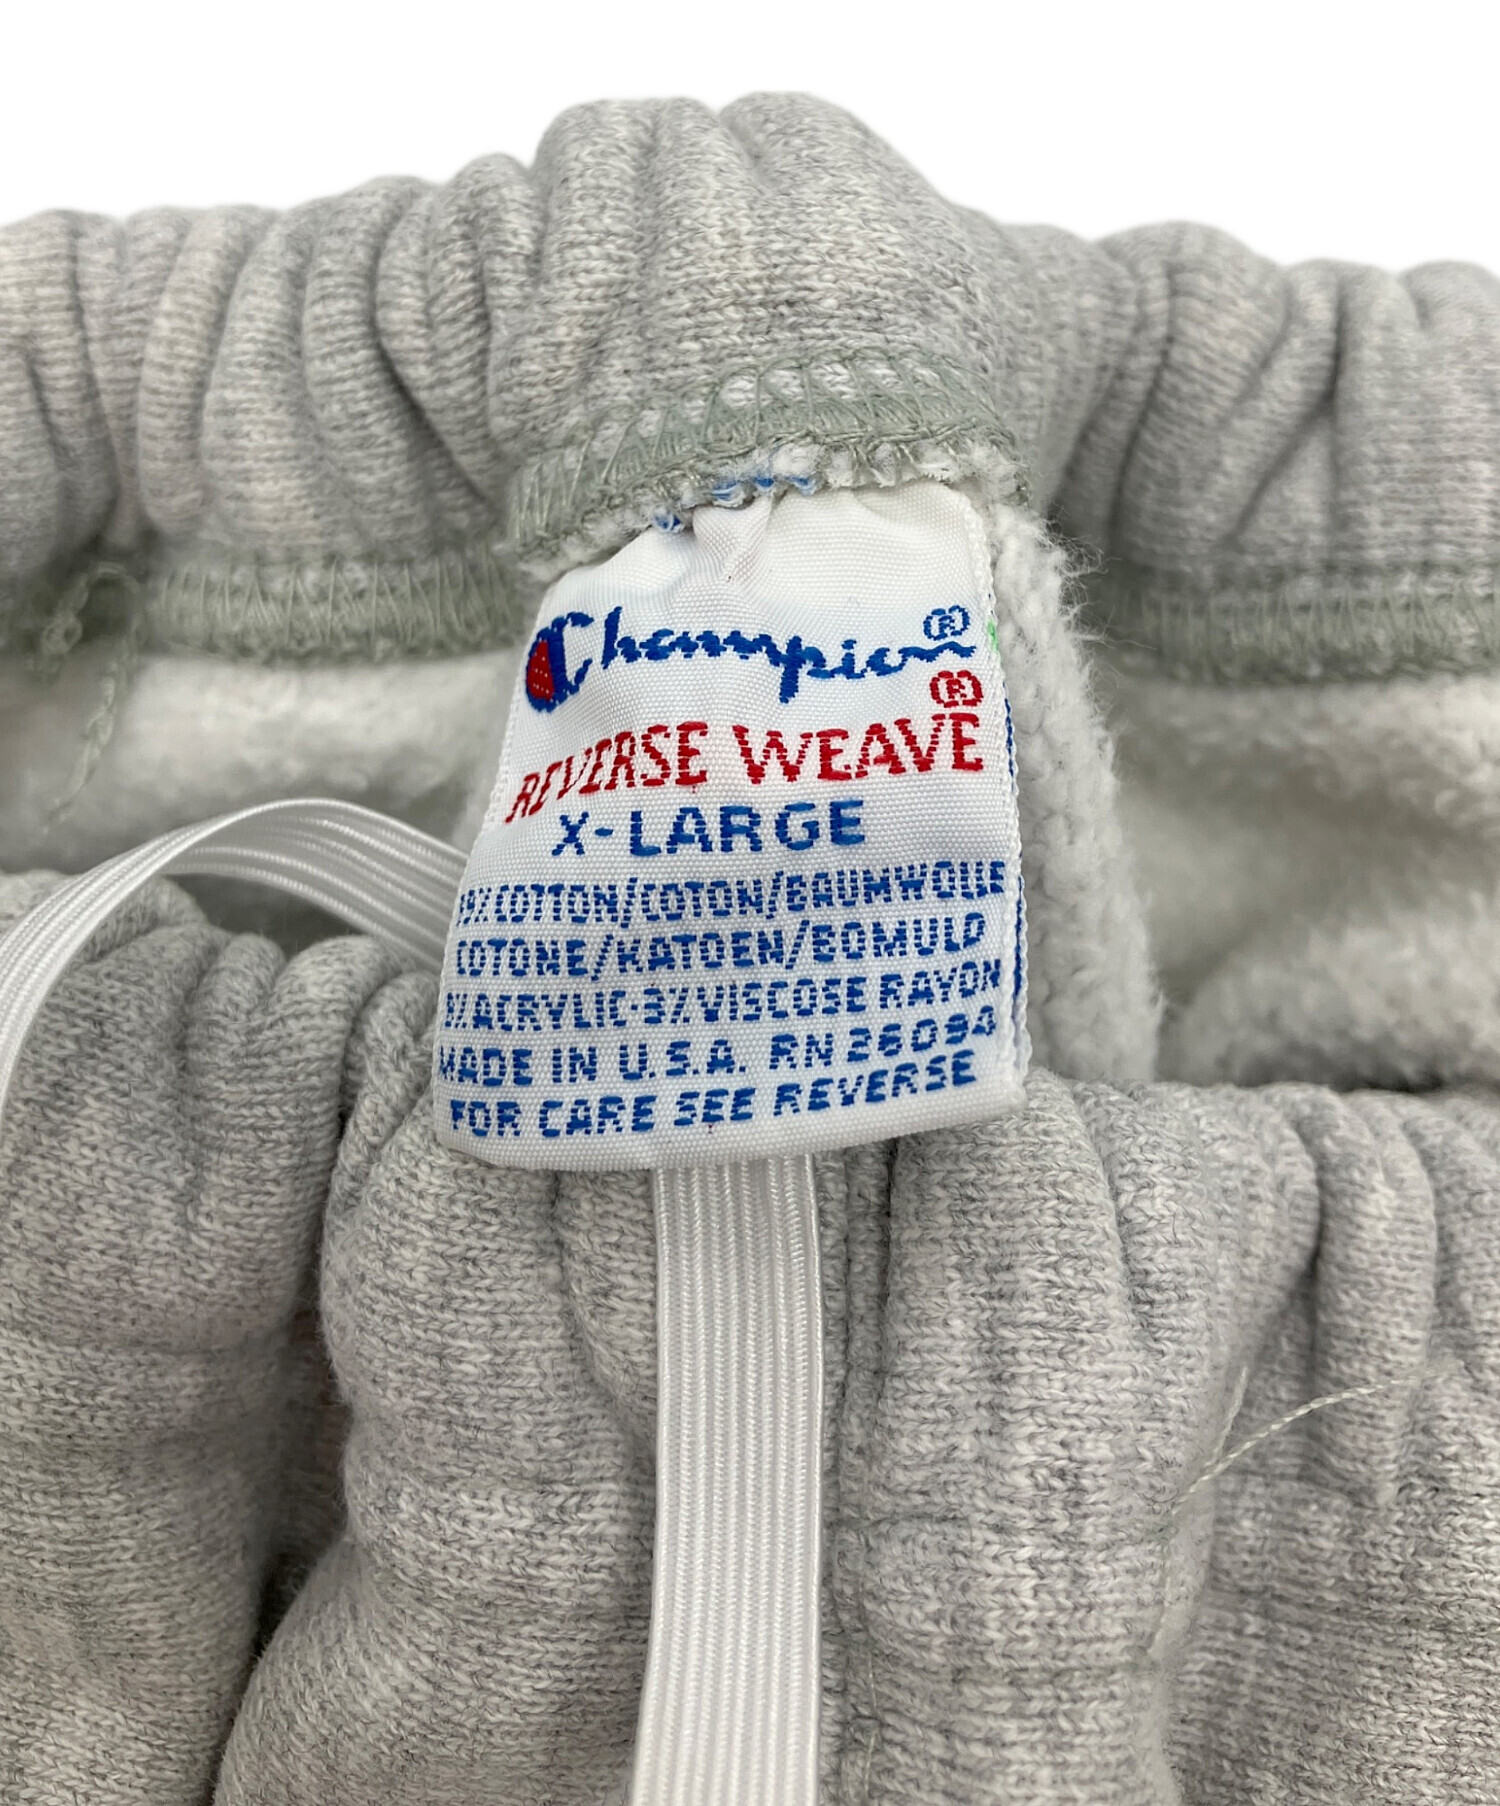 Champion®
REVERSE WEAVE®
X-LARGE
COTTON/COTON/BAUMWOLLE
COTONE/KATOEN/BOMULD
ACRYLIC·3% VISCOSE RAYON
MADE IN U.S.A. RN 26094
FOR CARE SEE REVERSE